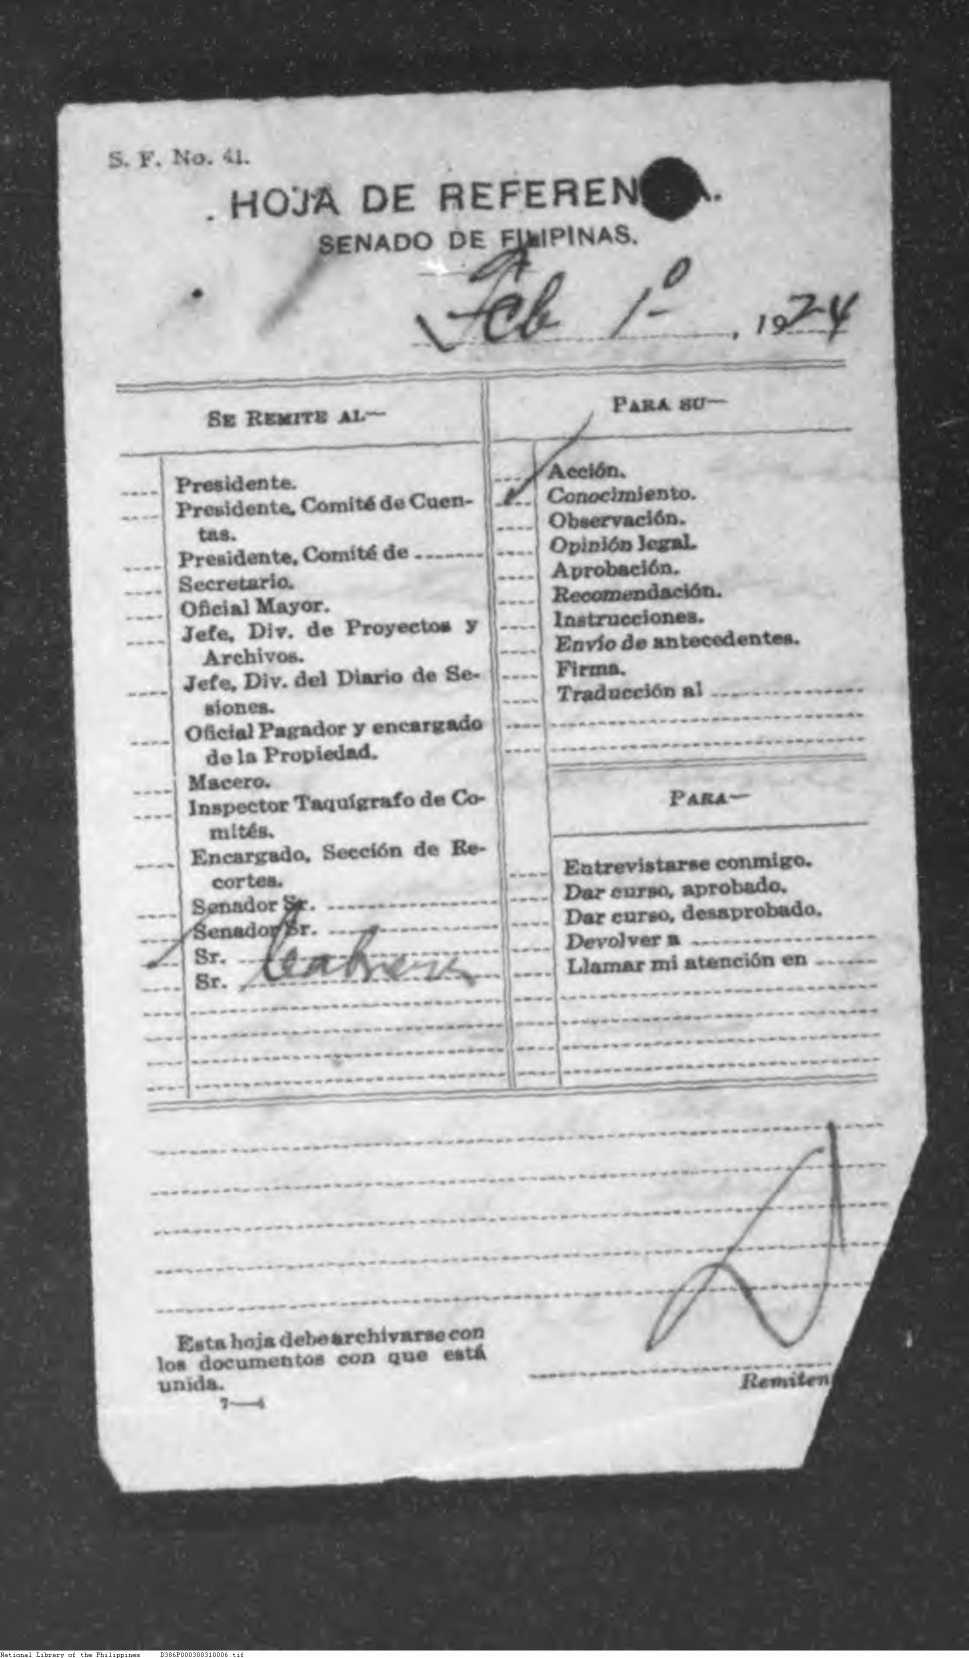 S. F. No. 41.
HOJA DE REFEREN
SENADO DE FILIPINAS.
Feb 1º, 1924
SE REMITE AL—
Presidente.
Presidente, Comité de Cuen-
tas.
Presidente, Comité de
Secretario.
Oficial Mayor.
Jefe, Div. de Proyectos y
Archivos.
Jefe, Div. del Diario de Se-
siones.
Oficial Pagador y encargado
de la Propiedad.
Macero.
Inspector Taquígrafo de Co-
mités.
Encargado, Sección de Re-
cortes.
Senador Sr.
Senador Sr.
Sr. Cabrera
Sr.
PARA SU—
Acción.
Conocimiento.
Observación.
Opinión legal.
Aprobación.
Recomendación.
Instrucciones.
Envío de antecedentes.
Firma.
Traducción al
PARA—
Entrevistarse conmigo.
Dar curso, aprobado.
Dar curso, desaprobado.
Devolver a
Llamar mi atención en
Esta hoja debe archivarse con
los documentos con que está
unida.
7—4
Remiten
National Library of the Philippines D386P000300310006.tif